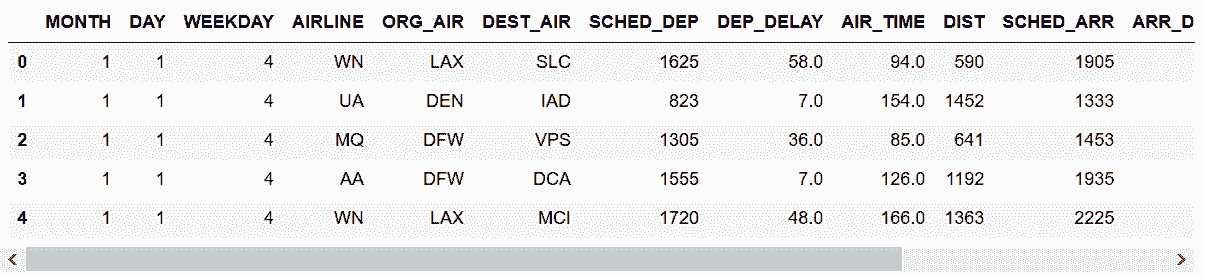 MONTH DAY WEEKDAY AIRLINE ORG_AIR DEST_AIR SCHED_DEP DEP_DELAY AIR_TIME DIST SCHED_ARR ARR_D
0 1 1 4 WN LAX SLC 1625 58.0 94.0 590 1905
1 1 1 4 UA DEN IAD 823 7.0 154.0 1452 1333
2 1 1 4 MQ DFW VPS 1305 36.0 85.0 641 1453
3 1 1 4 AA DFW DCA 1555 7.0 126.0 1192 1935
4 1 1 4 WN LAX MCI 1720 48.0 166.0 1363 2225